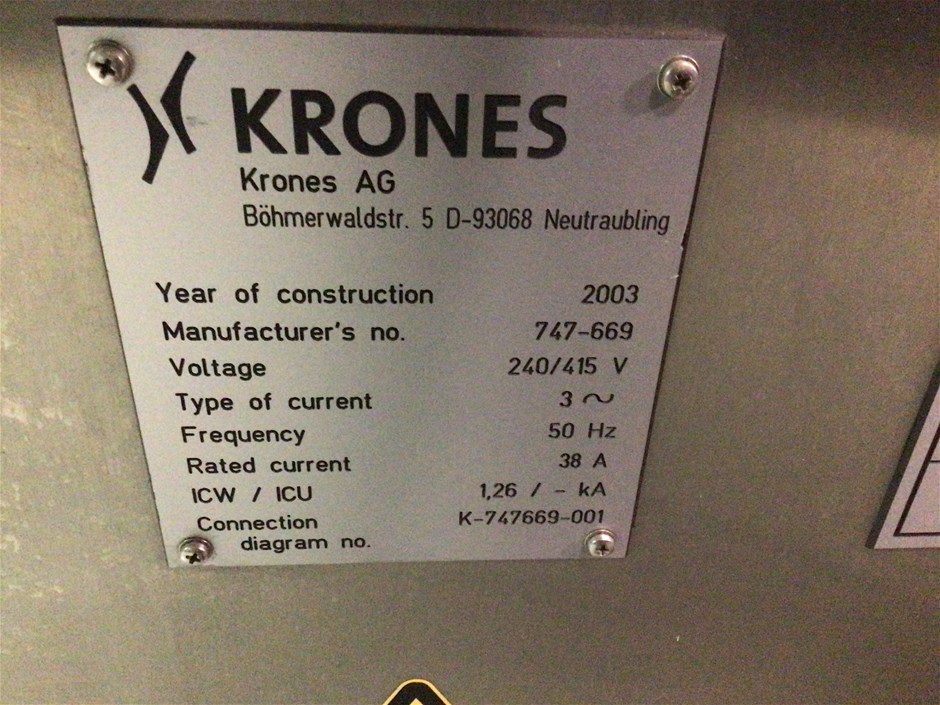 KRONES
Krones AG
Böhmerwaldstr. 5 D-93068 Neutraubling
Year of construction 2003
Manufacturer's no. 747-669
Voltage 240/415 V
Type of current 3 ~
Frequency 50 Hz
Rated current 38 A
ICW / ICU 1,26 / - kA
Connection K-747669-001
diagram no.